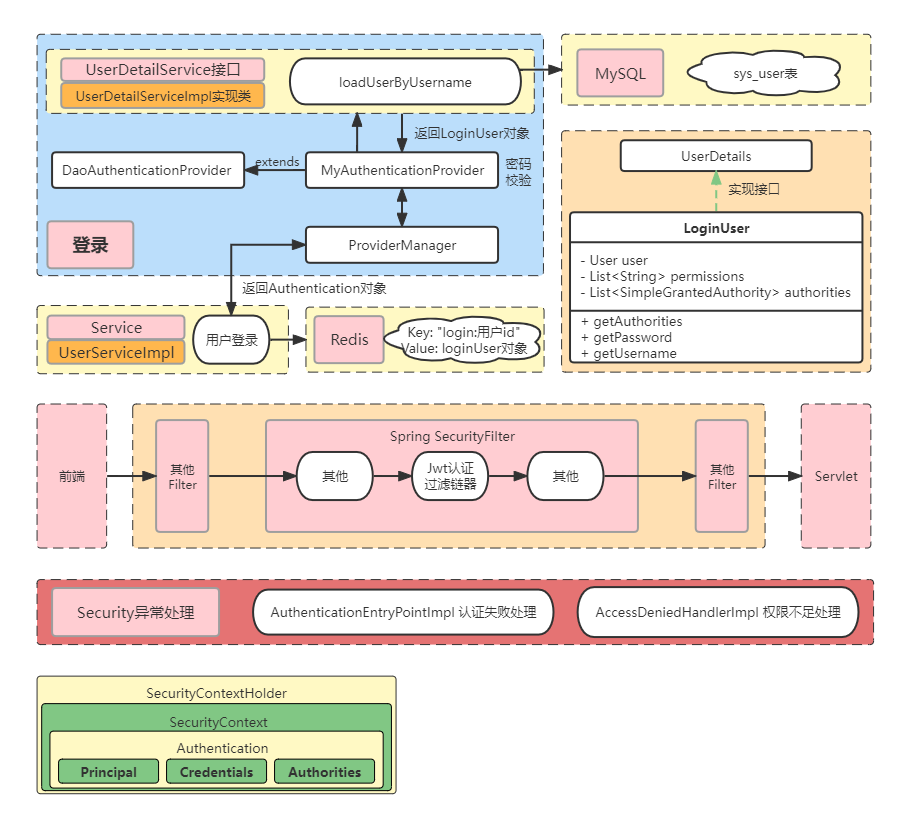 UserDetailService接口
UserDetailServiceImpl实现类
loadUserByUsername
MySQL
sys_user表
返回LoginUser对象
DaoAuthenticationProvider
extends
MyAuthenticationProvider
密码
校验
登录
ProviderManager
返回Authentication对象
UserDetails
实现接口
LoginUser
- User user
- List<String> permissions
- List<SimpleGrantedAuthority> authorities
+ getAuthorities
+ getPassword
+ getUsername
Service
UserServiceImpl
用户登录
Redis
Key: "login:用户id"
Value: loginUser对象
前端
其他
Filter
Spring SecurityFilter
其他
Jwt认证
过滤链器
其他
其他
Filter
Servlet
Security异常处理
AuthenticationEntryPointImpl 认证失败处理
AccessDeniedHandlerImpl 权限不足处理
SecurityContextHolder
SecurityContext
Authentication
Principal
Credentials
Authorities